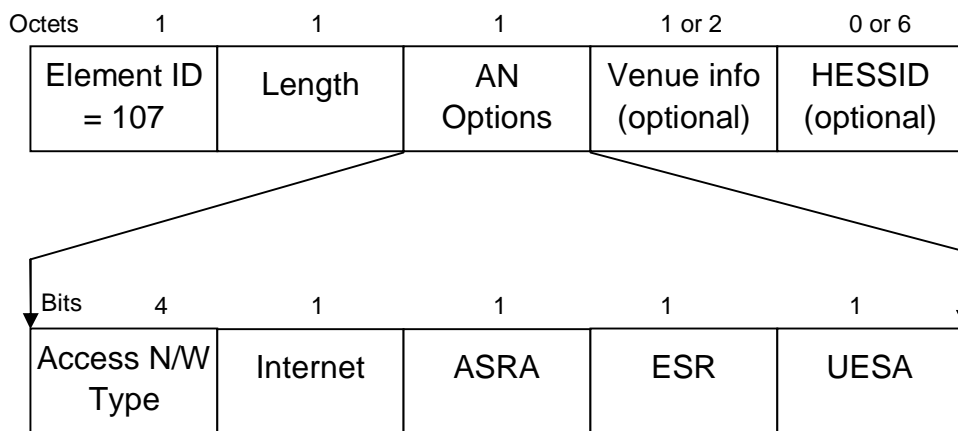 Octets 1 1 1 1 or 2 0 or 6
Element ID
= 107
Length
AN
Options
Venue info
(optional)
HESSID
(optional)
Bits 4 1 1 1 1
Access N/W
Type
Internet
ASRA
ESR
UESA